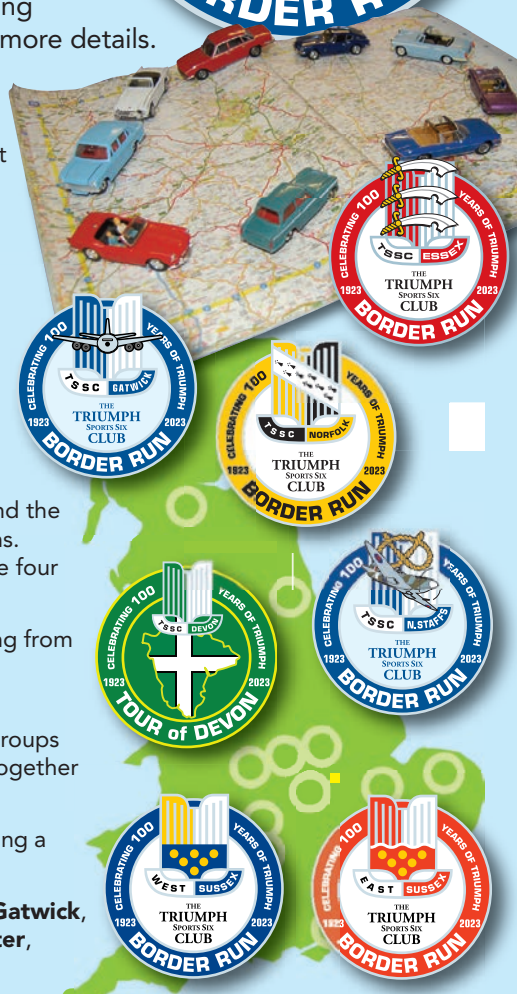 RDER R
ng
more details.
t
CELEBRATING 100 YEARS OF TRIUMPH
TSSC ESSEX
THE
TRIUMPH
SPORTS SIX
CLUB
1923 2023
BORDER RUN
CELEBRATING 100 YEARS OF TRIUMPH
TSSC GATWICK
THE
TRIUMPH
SPORTS SIX
CLUB
1923 2023
BORDER RUN
CELEBRATING 100 YEARS OF TRIUMPH
TSSC NORFOLK
THE
TRIUMPH
SPORTS SIX
CLUB
1923 2023
BORDER RUN
nd the
ns.
e four
ng from
CELEBRATING 100 YEARS OF TRIUMPH
TSSC DEVON
1923 2023
TOUR of DEVON
CELEBRATING 100 YEARS OF TRIUMPH
TSSC N.STAFFS
THE
TRIUMPH
SPORTS SIX
CLUB
1923 2023
BORDER RUN
roups
ogether
ng a
Gatwick,
ter,
CELEBRATING 100 YEARS OF TRIUMPH
WEST SUSSEX
THE
TRIUMPH
SPORTS SIX
CLUB
1923 2023
BORDER RUN
CELEBRATING 100 YEARS OF TRIUMPH
EAST SUSSEX
THE
TRIUMPH
SPORTS SIX
CLUB
1923 2023
BORDER RUN